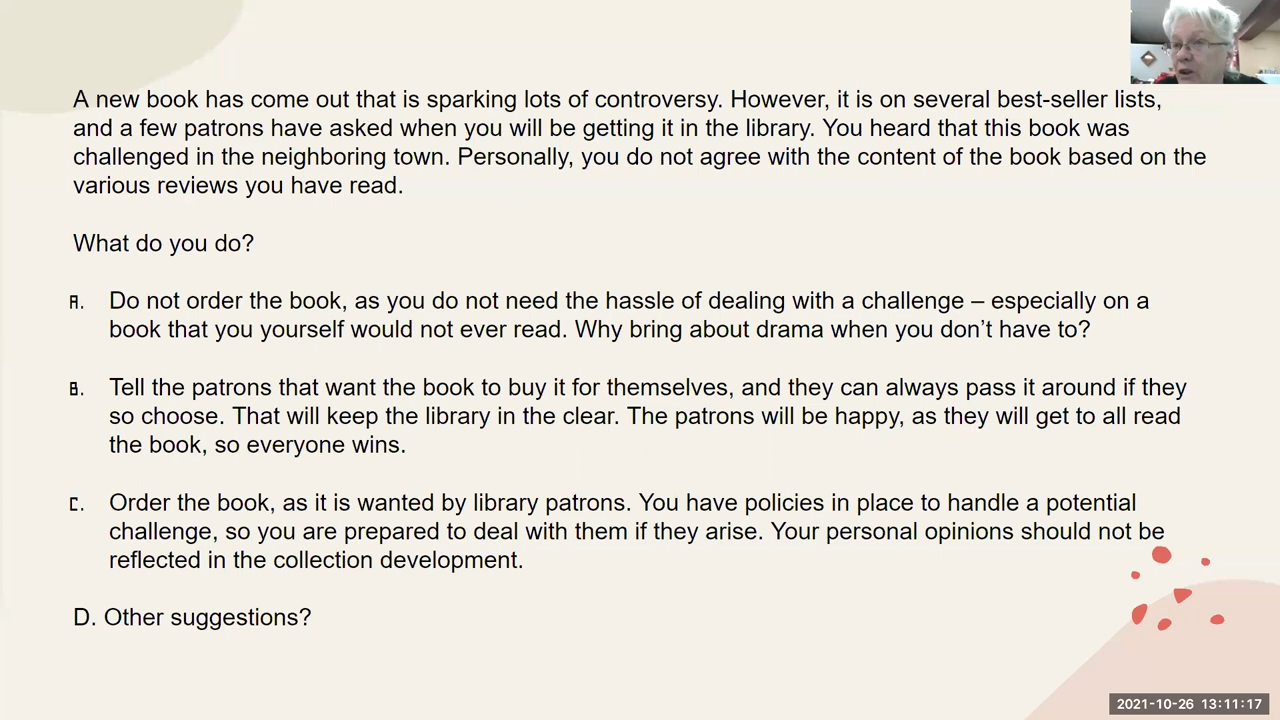 A new book has come out that is sparking lots of controversy. However, it is on several best-seller lists,
and a few patrons have asked when you will be getting it in the library. You heard that this book was
challenged in the neighboring town. Personally, you do not agree with the content of the book based on the
various reviews you have read.
What do you do?
A. Do not order the book, as you do not need the hassle of dealing with a challenge – especially on a
book that you yourself would not ever read. Why bring about drama when you don’t have to?
B. Tell the patrons that want the book to buy it for themselves, and they can always pass it around if they
so choose. That will keep the library in the clear. The patrons will be happy, as they will get to all read
the book, so everyone wins.
C. Order the book, as it is wanted by library patrons. You have policies in place to handle a potential
challenge, so you are prepared to deal with them if they arise. Your personal opinions should not be
reflected in the collection development.
D. Other suggestions?
2021-10-26 13:11:17